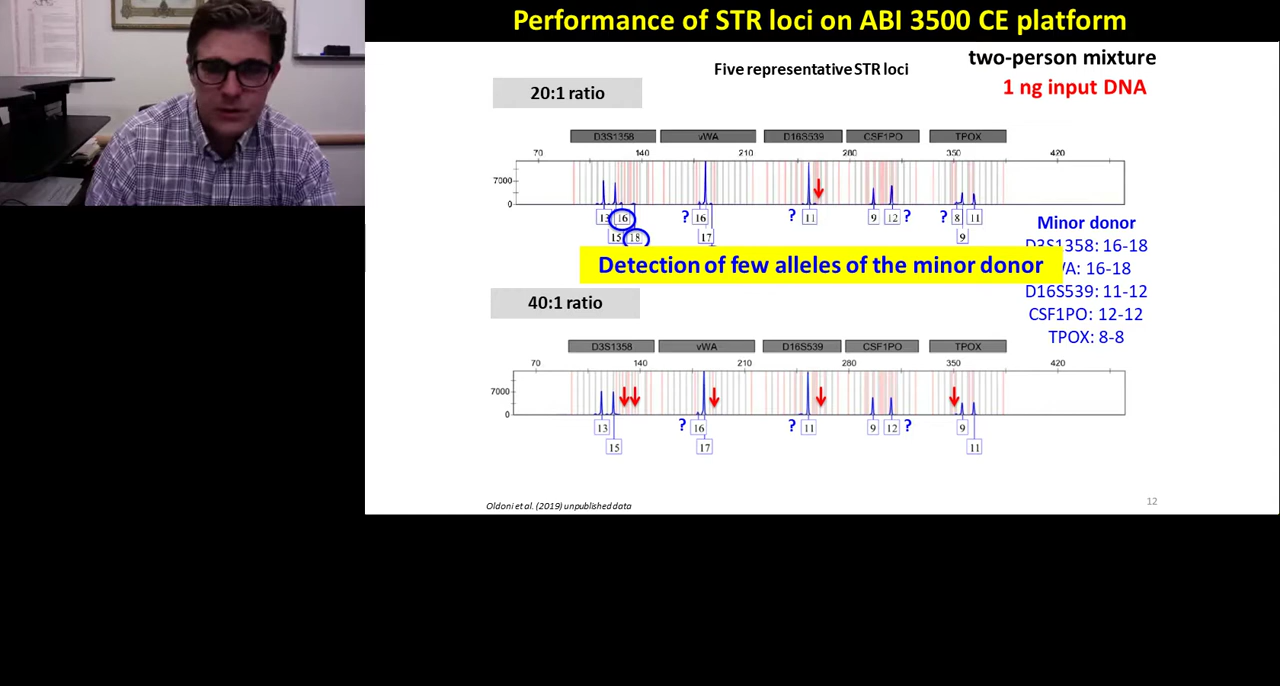 Performance of STR loci on ABI 3500 CE platform
two-person mixture
Five representative STR loci
1 ng input DNA
20:1 ratio
D3S1358 vWA D16S539 CSF1PO TPOX
70 140 210 280 350 420
7000
0
13 16 ? 16 ? 11 9 12 ? ? 8 11
15 18 17 9
Minor donor
D3S1358: 16-18
WA: 16-18
D16S539: 11-12
CSF1PO: 12-12
TPOX: 8-8
Detection of few alleles of the minor donor
40:1 ratio
D3S1358 vWA D16S539 CSF1PO TPOX
70 140 210 280 350 420
7000
0
13 ? 16 ? 11 9 12 ? 9
15 17 11
Oldoni et al. (2019) unpublished data
12